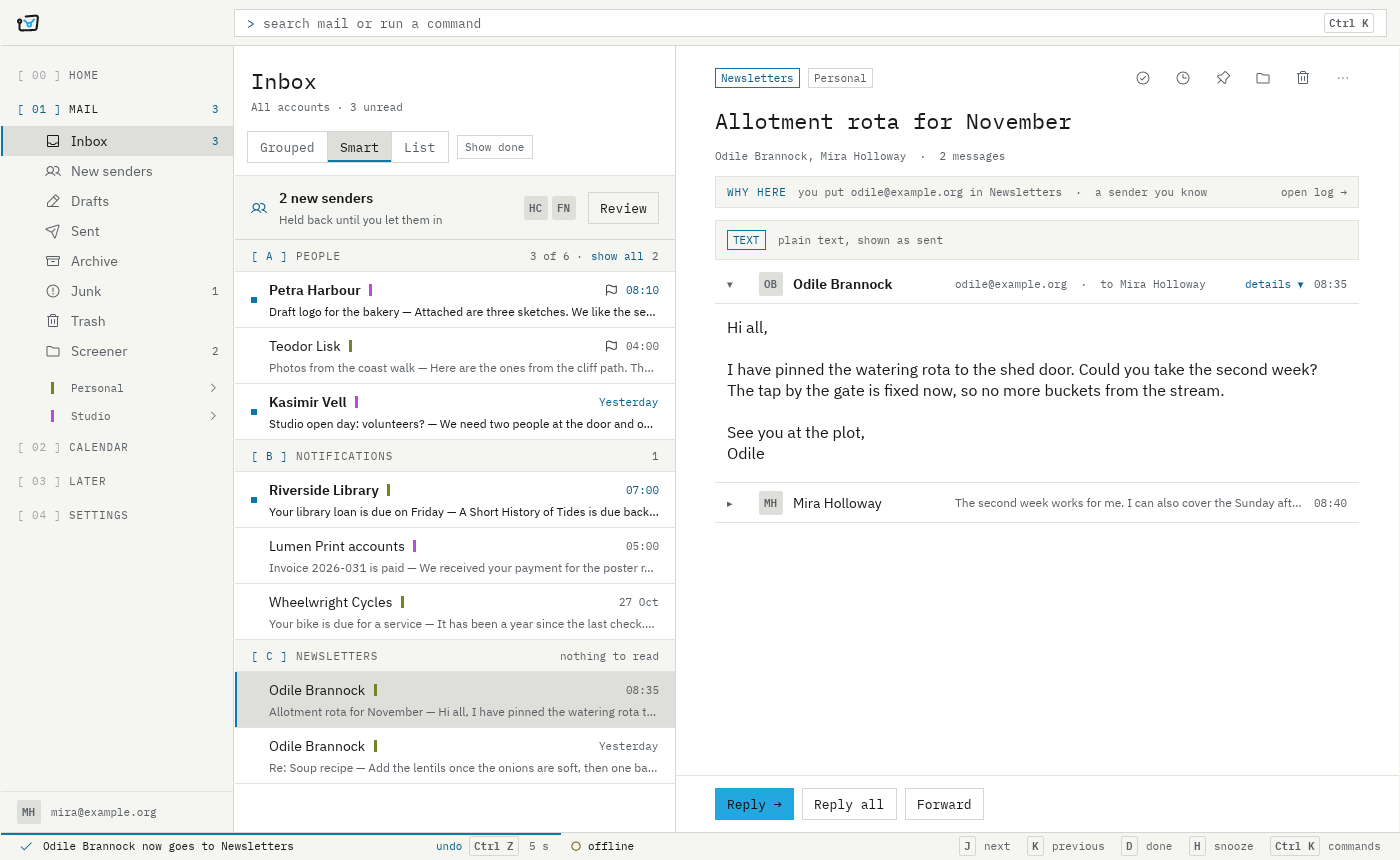 > search mail or run a command Ctrl K
[ 00 ] HOME
[ 01 ] MAIL 3
Inbox 3
New senders
Drafts
Sent
Archive
Junk 1
Trash
Screener 2
Personal
Studio
[ 02 ] CALENDAR
[ 03 ] LATER
[ 04 ] SETTINGS
MH mira@example.org
Inbox
All accounts · 3 unread
Grouped Smart List Show done
2 new senders
Held back until you let them in
HC FN Review
[ A ] PEOPLE 3 of 6 · show all 2
Petra Harbour 08:10
Draft logo for the bakery — Attached are three sketches. We like the se…
Teodor Lisk 04:00
Photos from the coast walk — Here are the ones from the cliff path. Th…
Kasimir Vell Yesterday
Studio open day: volunteers? — We need two people at the door and o…
[ B ] NOTIFICATIONS 1
Riverside Library 07:00
Your library loan is due on Friday — A Short History of Tides is due back…
Lumen Print accounts 05:00
Invoice 2026-031 is paid — We received your payment for the poster r…
Wheelwright Cycles 27 Oct
Your bike is due for a service — It has been a year since the last check.…
[ C ] NEWSLETTERS nothing to read
Odile Brannock 08:35
Allotment rota for November — Hi all, I have pinned the watering rota t…
Odile Brannock Yesterday
Re: Soup recipe — Add the lentils once the onions are soft, then one ba…
Newsletters Personal
Allotment rota for November
Odile Brannock, Mira Holloway · 2 messages
WHY HERE you put odile@example.org in Newsletters · a sender you know open log →
TEXT plain text, shown as sent
▾ OB Odile Brannock odile@example.org · to Mira Holloway details ▾ 08:35
Hi all,
I have pinned the watering rota to the shed door. Could you take the second week?
The tap by the gate is fixed now, so no more buckets from the stream.
See you at the plot,
Odile
▸ MH Mira Holloway The second week works for me. I can also cover the Sunday aft… 08:40
Reply → Reply all Forward
Odile Brannock now goes to Newsletters undo Ctrl Z 5 s offline J next K previous D done H snooze Ctrl K commands